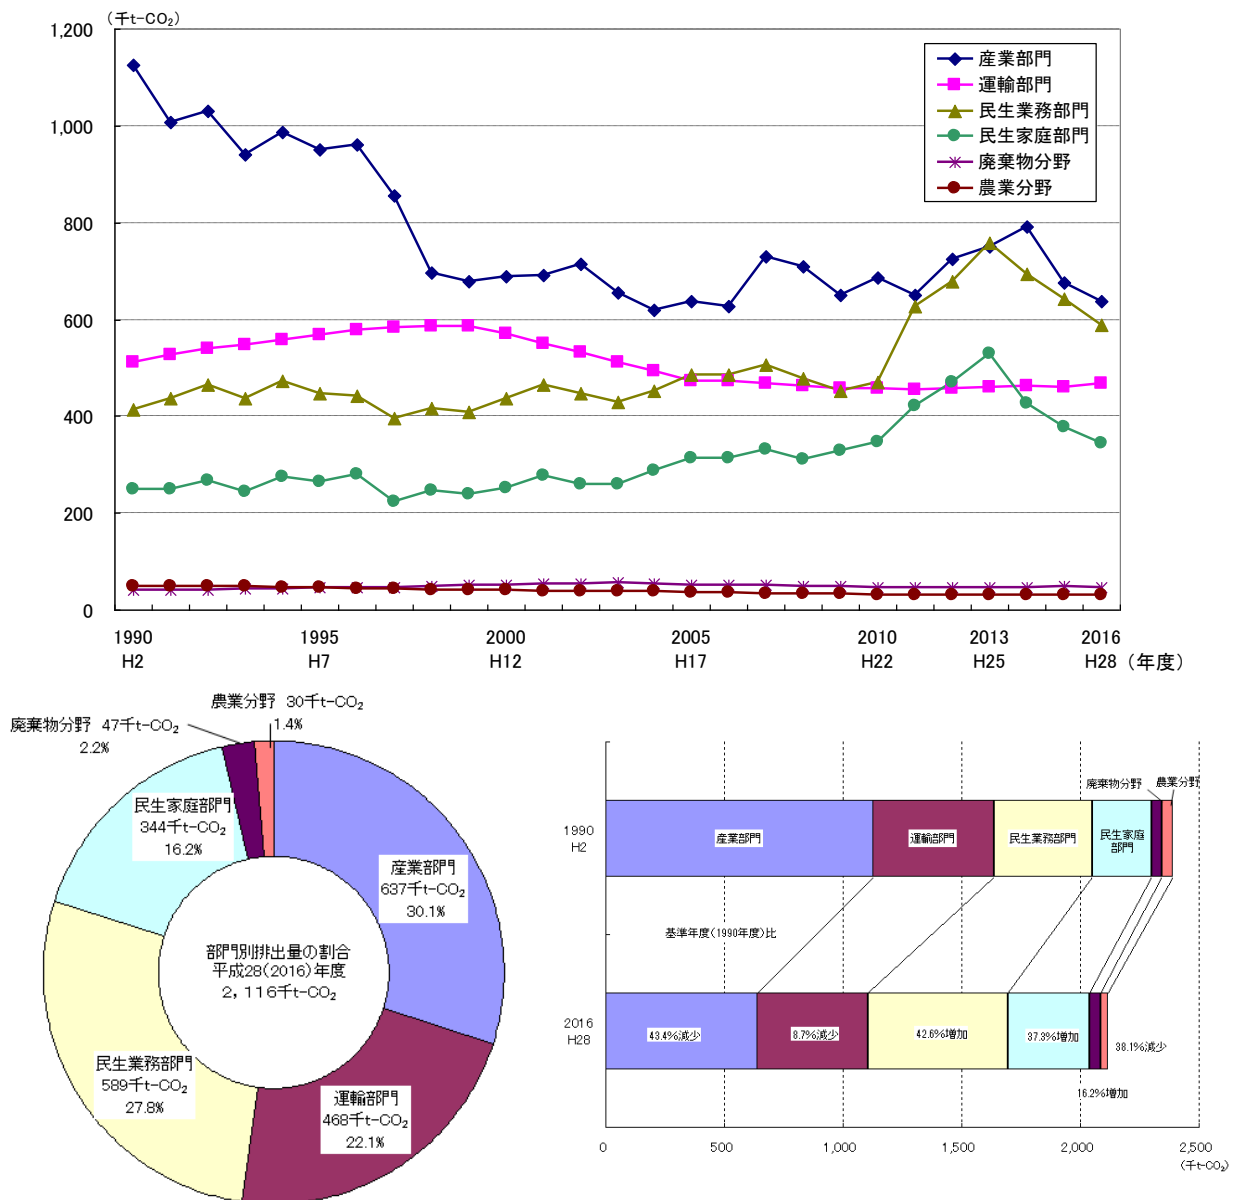 (千t-CO₂)
1,200
1,000
800
600
400
200
0
産業部門
運輸部門
民生業務部門
民生家庭部門
廃棄物分野
農業分野
1990 1995 2000 2005 2010 2013 2016
H2 H7 H12 H17 H22 H25 H28 (年度)
農業分野 30千t-CO₂
1.4%
廃棄物分野 47千t-CO₂
2.2%
民生家庭部門
344千t-CO₂
16.2%
産業部門
637千t-CO₂
30.1%
部門別排出量の割合
平成28(2016)年度
2,116千t-CO₂
民生業務部門
589千t-CO₂
27.8%
運輸部門
468千t-CO₂
22.1%
廃棄物分野 農業分野
1990
H2
産業部門 運輸部門 民生業務部門 民生家庭
部門
基準年度(1990年度)比
2016
H28
43.4%減少 8.7%減少 42.6%増加 37.3%増加 38.1%減少
16.2%増加
0 500 1,000 1,500 2,000 2,500
(千t-CO₂)